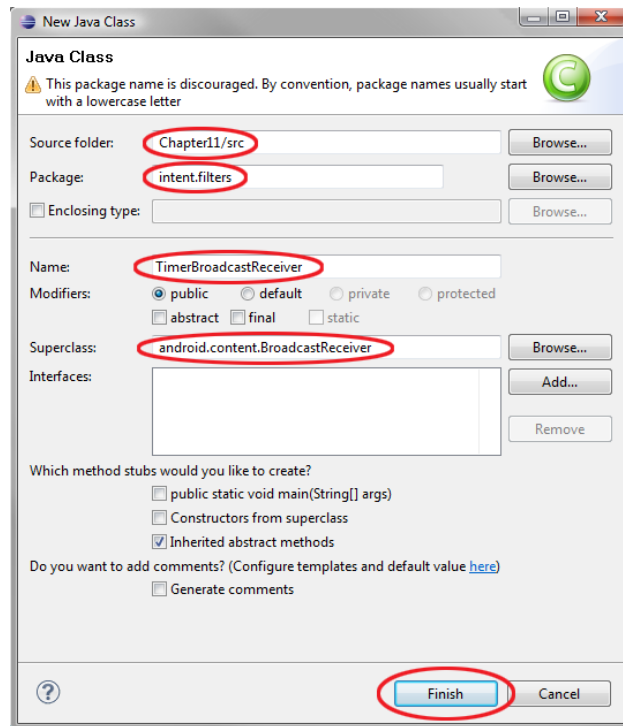 New Java Class
Java Class
This package name is discouraged. By convention, package names usually start
with a lowercase letter
Source folder: Chapter11/src Browse...
Package: intent.filters Browse...
Enclosing type: Browse...
Name: TimerBroadcastReceiver
Modifiers: public default private protected
abstract final static
Superclass: android.content.BroadcastReceiver Browse...
Interfaces: Add...
Remove
Which method stubs would you like to create?
public static void main(String[] args)
Constructors from superclass
Inherited abstract methods
Do you want to add comments? (Configure templates and default value here)
Generate comments
? Finish Cancel